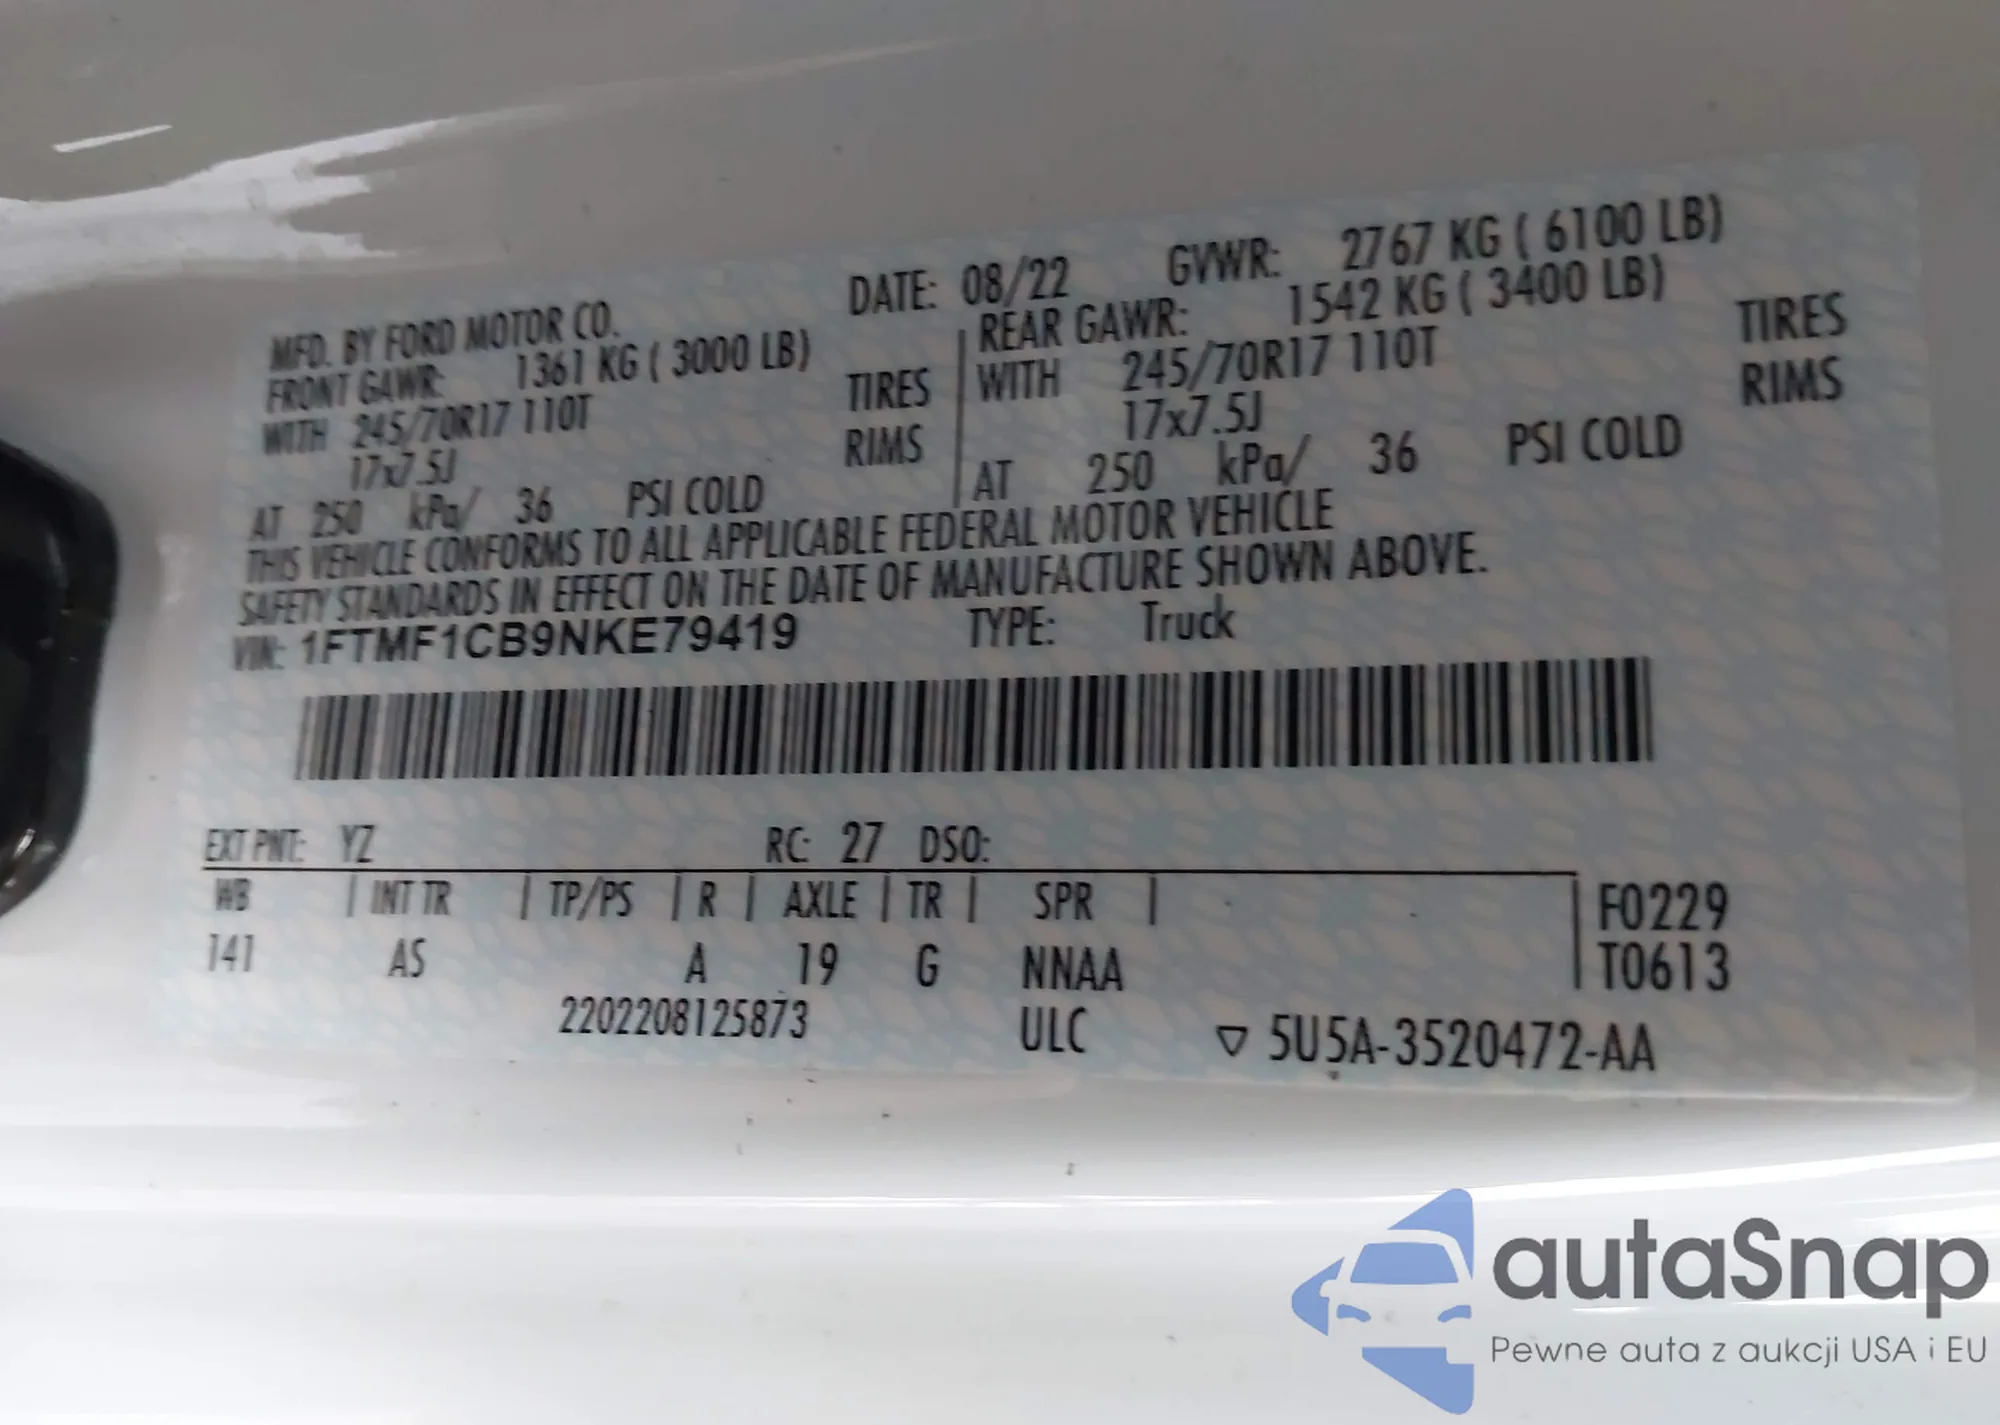 MFD. BY FORD MOTOR CO.
DATE: 08/22 GVWR: 2767 KG ( 6100 LB)
FRONT GAWR: 1361 KG ( 3000 LB)
WITH 245/70R17 110T TIRES
17x7.5J RIMS
AT 250 kPa/ 36 PSI COLD
REAR GAWR: 1542 KG ( 3400 LB)
WITH 245/70R17 110T TIRES
17x7.5J RIMS
AT 250 kPa/ 36 PSI COLD
THIS VEHICLE CONFORMS TO ALL APPLICABLE FEDERAL MOTOR VEHICLE
SAFETY STANDARDS IN EFFECT ON THE DATE OF MANUFACTURE SHOWN ABOVE.
VIN: 1FTMF1CB9NKE79419 TYPE: Truck
EXT PNT: YZ RC: 27 DSO:
WB | INT TR | TP/PS | R | AXLE | TR | SPR | F0229
141 AS A 19 G NNAA T0613
2202208125873 ULC ▽ 5U5A-3520472-AA
autaSnap
Pewne auta z aukcji USA i EU